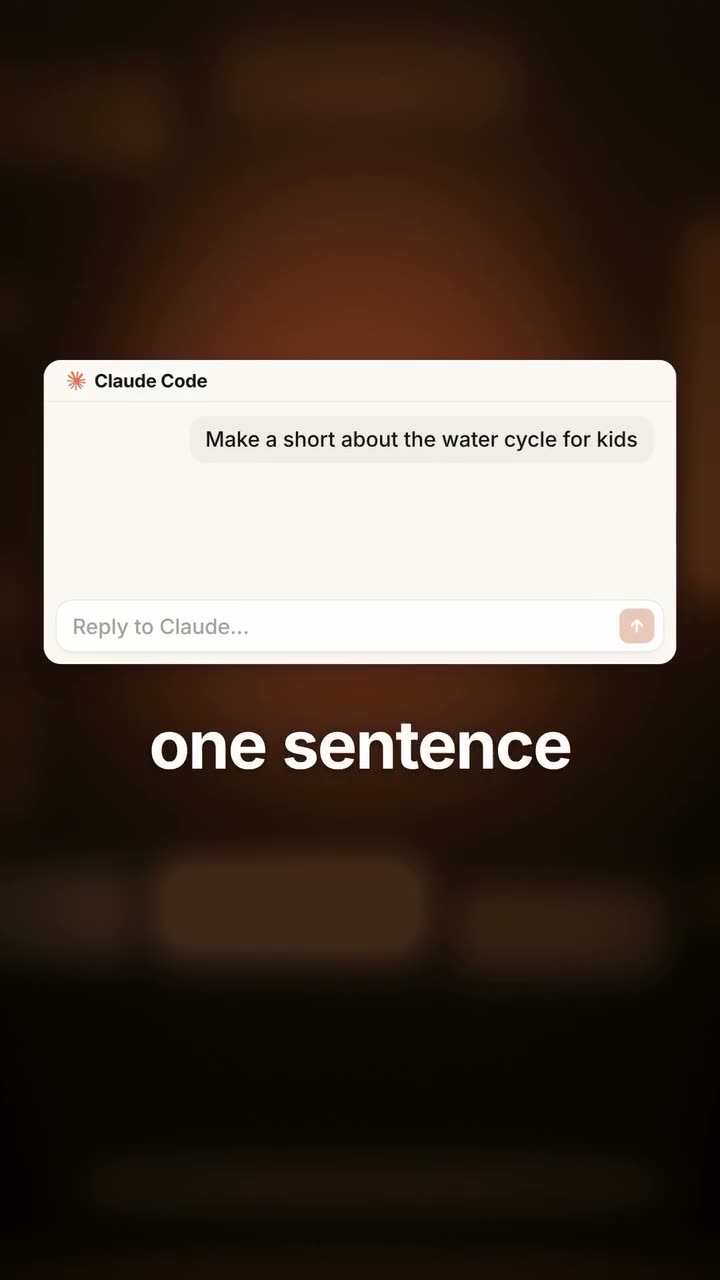 Claude Code
Make a short about the water cycle for kids
Reply to Claude...
one sentence